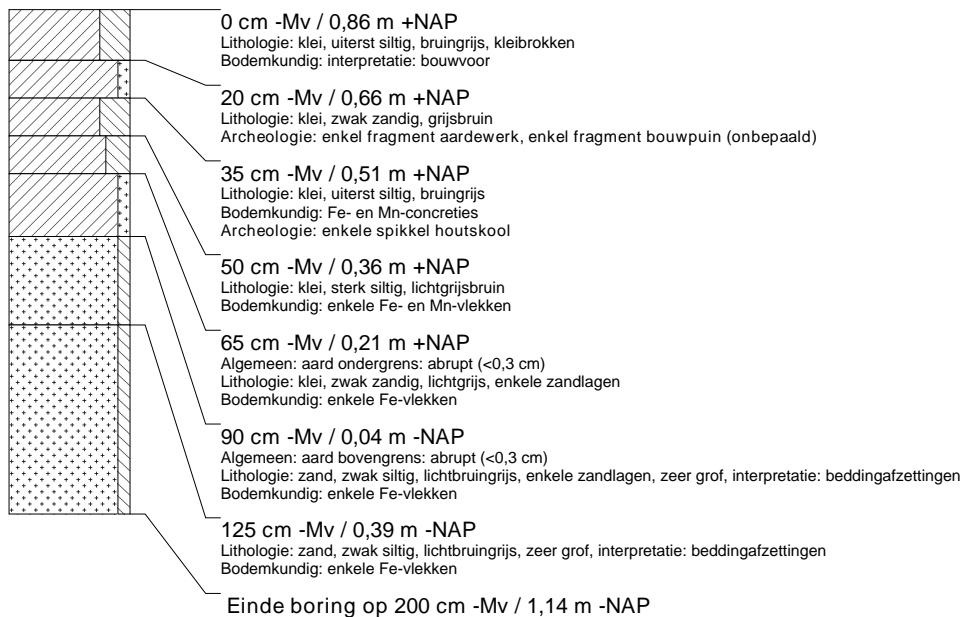 0 cm -Mv / 0,86 m +NAP
Lithologie: klei, uiterst siltig, bruingrijs, kleibrokken
Bodemkundig: interpretatie: bouwvoor
20 cm -Mv / 0,66 m +NAP
Lithologie: klei, zwak zandig, grijsbruin
Archeologie: enkel fragment aardewerk, enkel fragment bouwpuin (onbepaald)
35 cm -Mv / 0,51 m +NAP
Lithologie: klei, uiterst siltig, bruingrijs
Bodemkundig: Fe- en Mn-concreties
Archeologie: enkele spikkel houtskool
50 cm -Mv / 0,36 m +NAP
Lithologie: klei, sterk siltig, lichtgrijsbruin
Bodemkundig: enkele Fe- en Mn-vlekken
65 cm -Mv / 0,21 m +NAP
Algemeen: aard ondergrens: abrupt (<0,3 cm)
Lithologie: klei, zwak zandig, lichtgrijs, enkele zandlagen
Bodemkundig: enkele Fe-vlekken
90 cm -Mv / 0,04 m -NAP
Algemeen: aard bovengrens: abrupt (<0,3 cm)
Lithologie: zand, zwak siltig, lichtbruingrijs, enkele zandlagen, zeer grof, interpretatie: beddingafzettingen
Bodemkundig: enkele Fe-vlekken
125 cm -Mv / 0,39 m -NAP
Lithologie: zand, zwak siltig, lichtbruingrijs, zeer grof, interpretatie: beddingafzettingen
Bodemkundig: enkele Fe-vlekken
Einde boring op 200 cm -Mv / 1,14 m -NAP